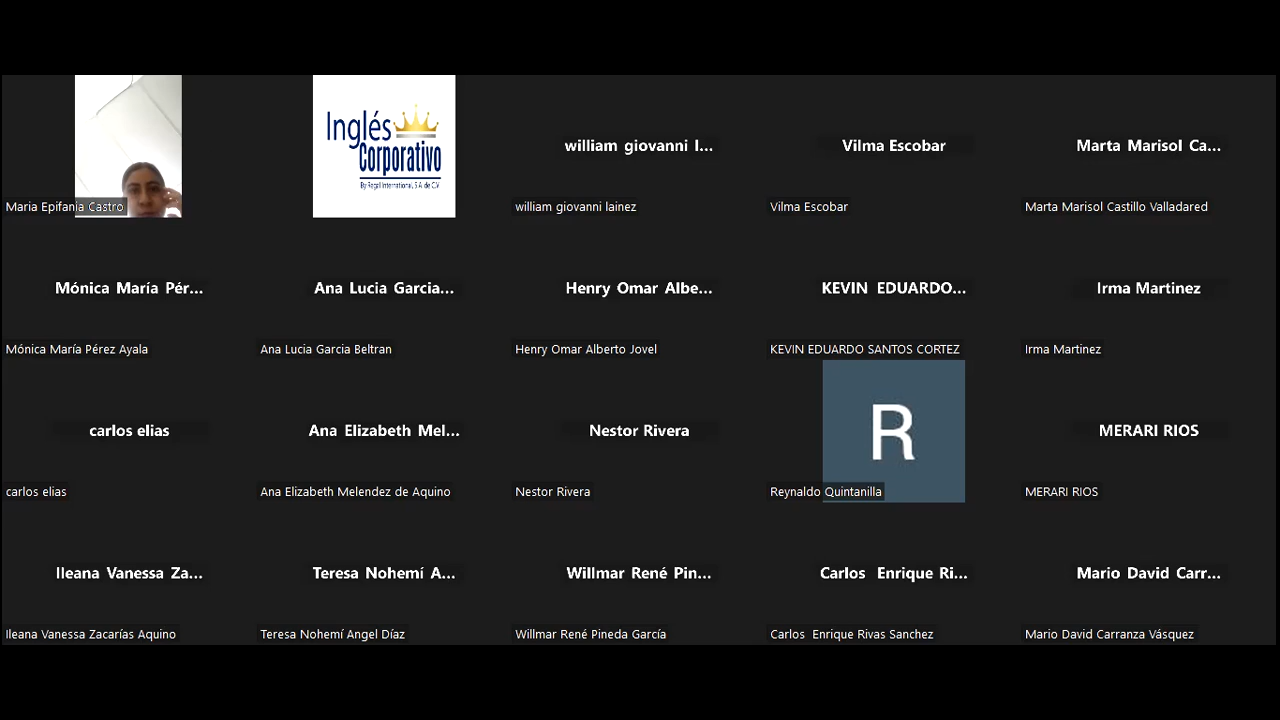 Inglés
Corporativo
By Regal International, S.A. de C.V.
william giovanni l...
Vilma Escobar
Marta Marisol Ca...
Maria Epifania Castro
william giovanni lainez
Vilma Escobar
Marta Marisol Castillo Valladared
Mónica María Pér...
Ana Lucia Garcia...
Henry Omar Albe...
KEVIN EDUARDO...
Irma Martinez
Mónica María Pérez Ayala
Ana Lucia Garcia Beltran
Henry Omar Alberto Jovel
KEVIN EDUARDO SANTOS CORTEZ
Irma Martinez
carlos elias
Ana Elizabeth Mel...
Nestor Rivera
R
MERARI RIOS
carlos elias
Ana Elizabeth Melendez de Aquino
Nestor Rivera
Reynaldo Quintanilla
MERARI RIOS
Ileana Vanessa Za...
Teresa Nohemí A...
Willmar René Pin...
Carlos Enrique Ri...
Mario David Carr...
Ileana Vanessa Zacarías Aquino
Teresa Nohemí Angel Díaz
Willmar René Pineda García
Carlos Enrique Rivas Sanchez
Mario David Carranza Vásquez